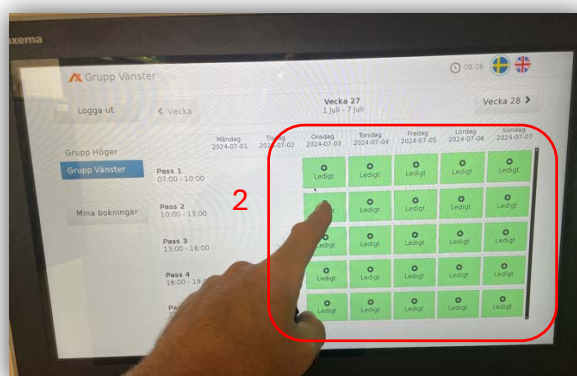 axema
Grupp Vänster
08:06
Logga ut
Vecka
Vecka 27
1 juli - 7 juli
Vecka 28
Måndag Tisdag Onsdag Torsdag Fredag Lördag Söndag
2024-07-01 2024-07-02 2024-07-03 2024-07-04 2024-07-05 2024-07-06 2024-07-07
Grupp Höger
Grupp Vänster
Mina bokningar
Pass 1
07:00 - 10:00
Ledigt Ledigt Ledigt Ledigt Ledigt
Pass 2
10:00 - 13:00
2
Ledigt Ledigt Ledigt Ledigt
Pass 3
13:00 - 16:00
Ledigt Ledigt Ledigt Ledigt Ledigt
Pass 4
16:00 - 19
Ledigt Ledigt Ledigt Ledigt Ledigt
Ledigt Ledigt Ledigt Ledigt Ledigt